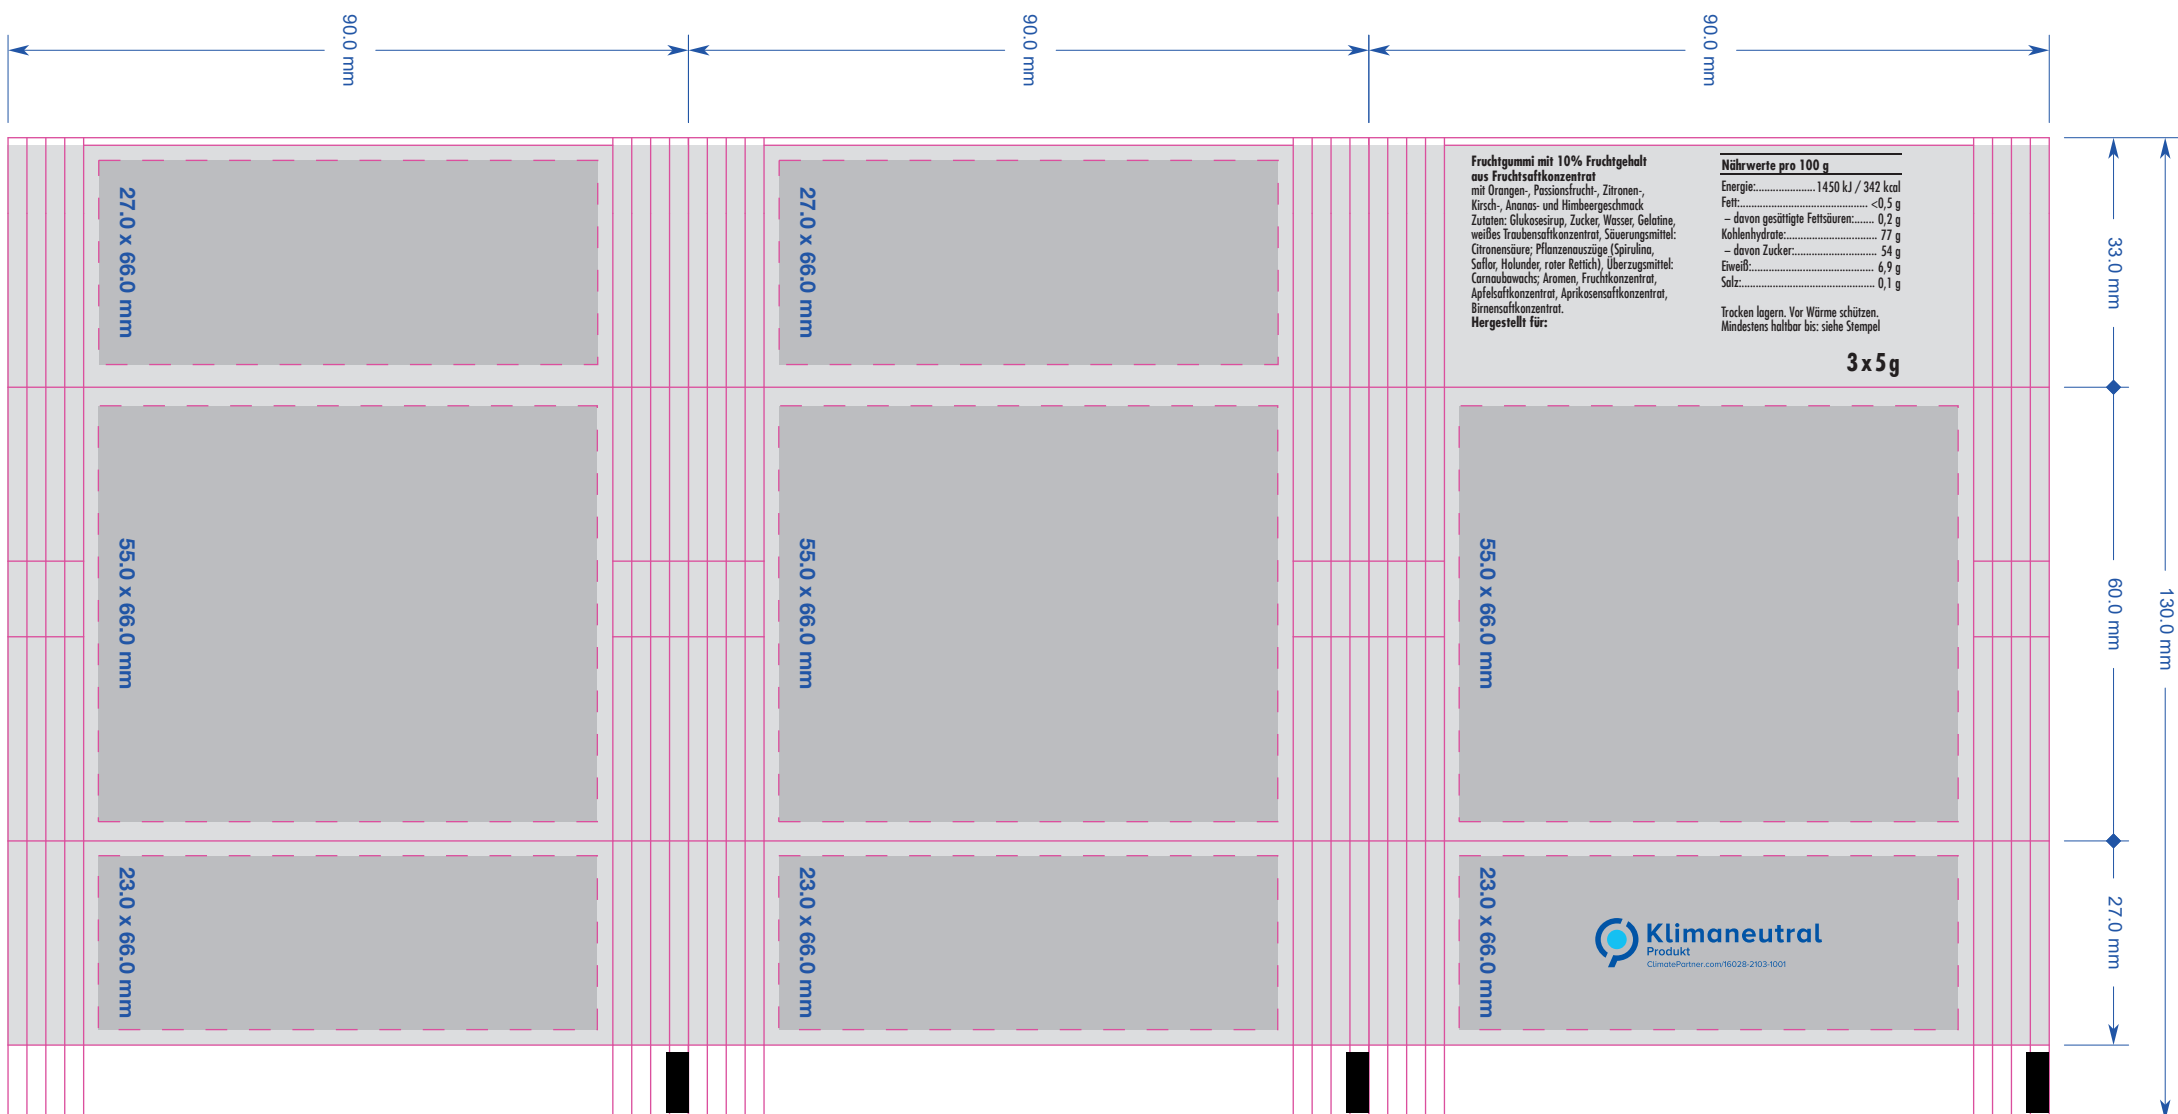 90.0 mm
90.0 mm
90.0 mm
27.0 x 66.0 mm
27.0 x 66.0 mm
Fruchtgummi mit 10% Fruchtgehalt
aus Fruchtsaftkonzentrat
mit Orangen-, Passionsfrucht-, Zitronen-,
Kirsch-, Ananas- und Himbeergeschmack
Zutaten: Glukosesirup, Zucker, Wasser, Gelatine,
weißes Traubensaftkonzentrat, Säuerungsmittel:
Citronensäure; Pflanzenauszüge (Spirulina,
Saflor, Holunder, roter Rettich), Überzugsmittel:
Carnaubawachs; Aromen, Fruchtkonzentrat,
Apfelsaftkonzentrat, Aprikosensaftkonzentrat,
Birnensaftkonzentrat.
Hergestellt für:
Nährwerte pro 100 g
Energie:..................... 1450 kJ / 342 kcal
Fett:............................................. <0,5 g
– davon gesättigte Fettsäuren:....... 0,2 g
Kohlenhydrate:................................ 77 g
– davon Zucker:............................. 54 g
Eiweiß:........................................... 6,9 g
Salz:............................................... 0,1 g
Trocken lagern. Vor Wärme schützen.
Mindestens haltbar bis: siehe Stempel
3 x 5 g
33.0 mm
55.0 x 66.0 mm
55.0 x 66.0 mm
55.0 x 66.0 mm
60.0 mm
130.0 mm
23.0 x 66.0 mm
23.0 x 66.0 mm
23.0 x 66.0 mm
Klimaneutral
Produkt
ClimatePartner.com/16028-2103-1001
27.0 mm